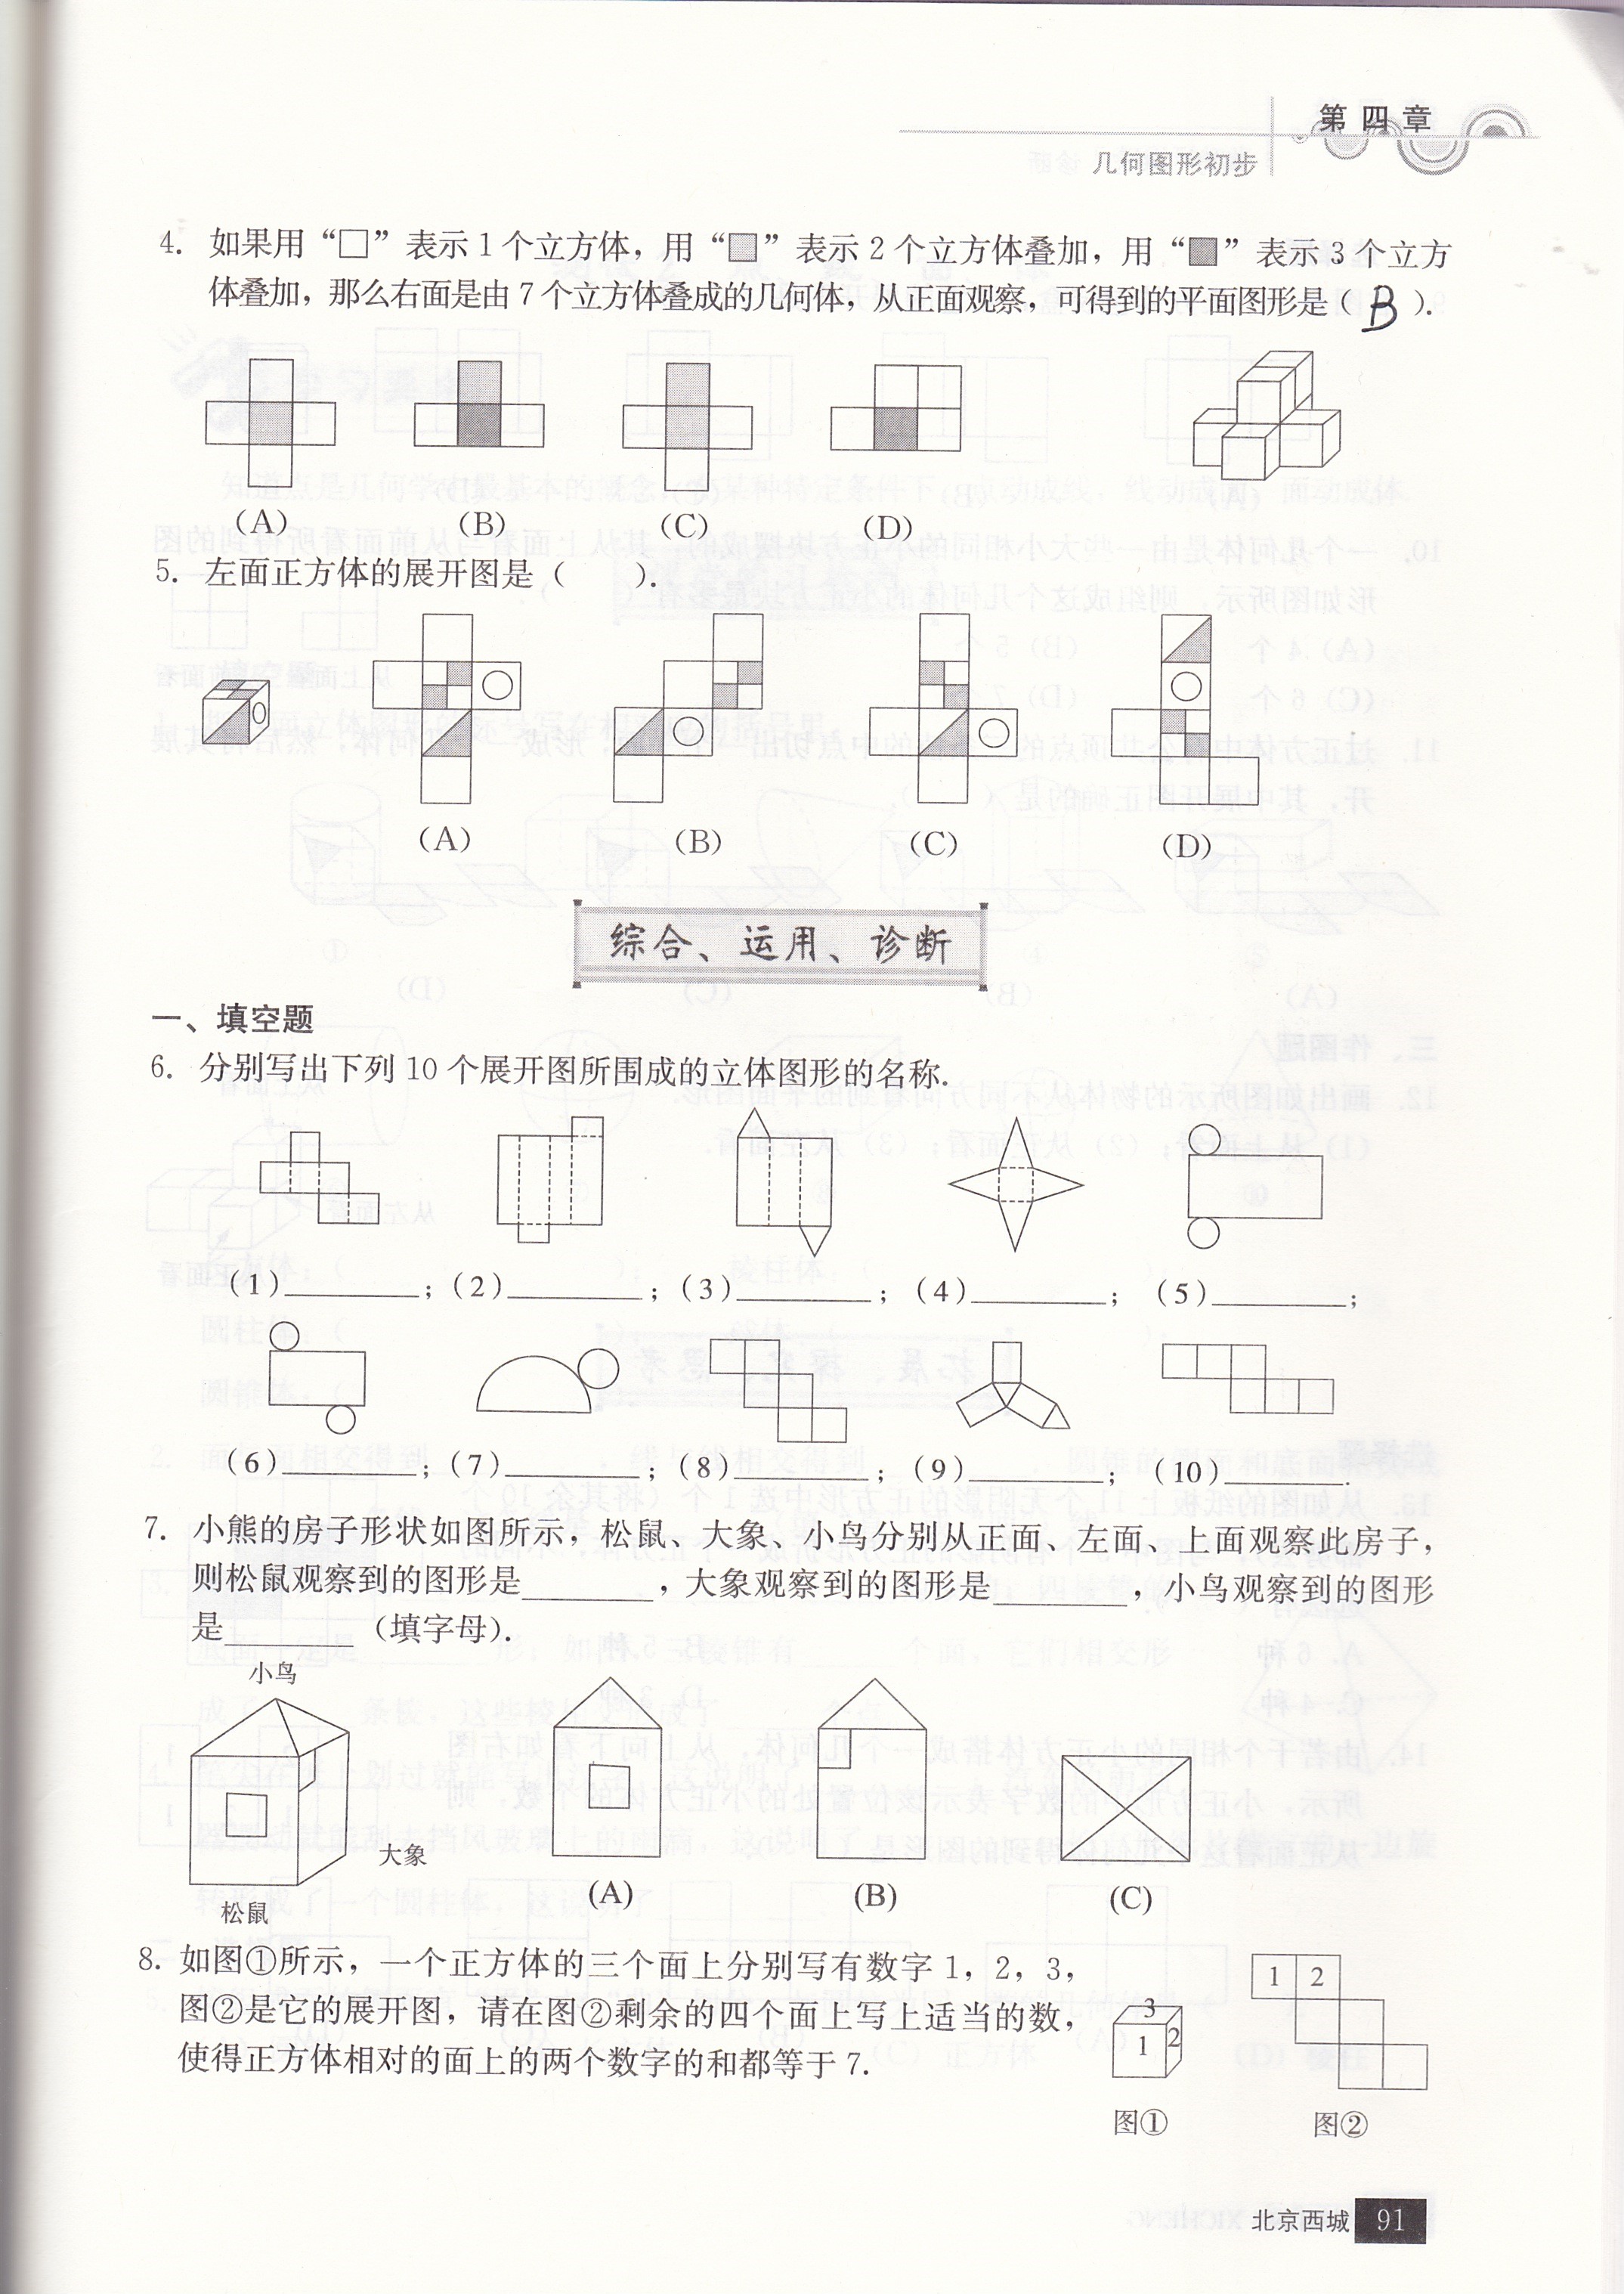 第四章
几何图形初步
4. 如果用“□”表示1个立方体，用“▒”表示2个立方体叠加，用“▓”表示3个立方
体叠加，那么右面是由7个立方体叠成的几何体，从正面观察，可得到的平面图形是（ B ）.
(A) (B) (C) (D)
5. 左面正方体的展开图是（ ）.
(A) (B) (C) (D)
综合、运用、诊断
一、填空题
6. 分别写出下列10个展开图所围成的立体图形的名称.
(1)________；(2)________；(3)________；(4)________；(5)________；
(6)________；(7)________；(8)________；(9)________；(10)________.
7. 小熊的房子形状如图所示，松鼠、大象、小鸟分别从正面、左面、上面观察此房子，
则松鼠观察到的图形是________，大象观察到的图形是________，小鸟观察到的图形
是________（填字母）.
小鸟
大象
松鼠
(A) (B) (C)
8. 如图①所示，一个正方体的三个面上分别写有数字1，2，3，
图②是它的展开图，请在图②剩余的四个面上写上适当的数，
使得正方体相对的面上的两个数字的和都等于7.
3
1 2
图①
1 2
图②
北京西城 91